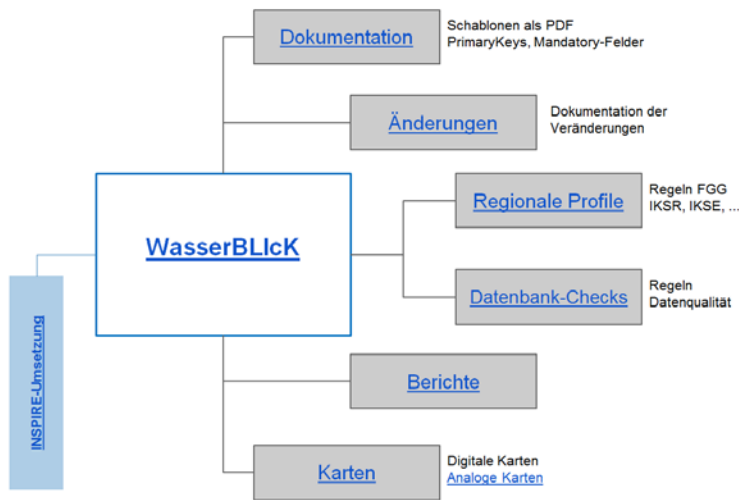 Dokumentation
Schablonen als PDF
PrimaryKeys, Mandatory-Felder
Änderungen
Dokumentation der
Veränderungen
Regionale Profile
Regeln FGG
IKSR, IKSE, ...
WasserBLIcK
Datenbank-Checks
Regeln
Datenqualität
INSPIRE-Umsetzung
Berichte
Karten
Digitale Karten
Analoge Karten